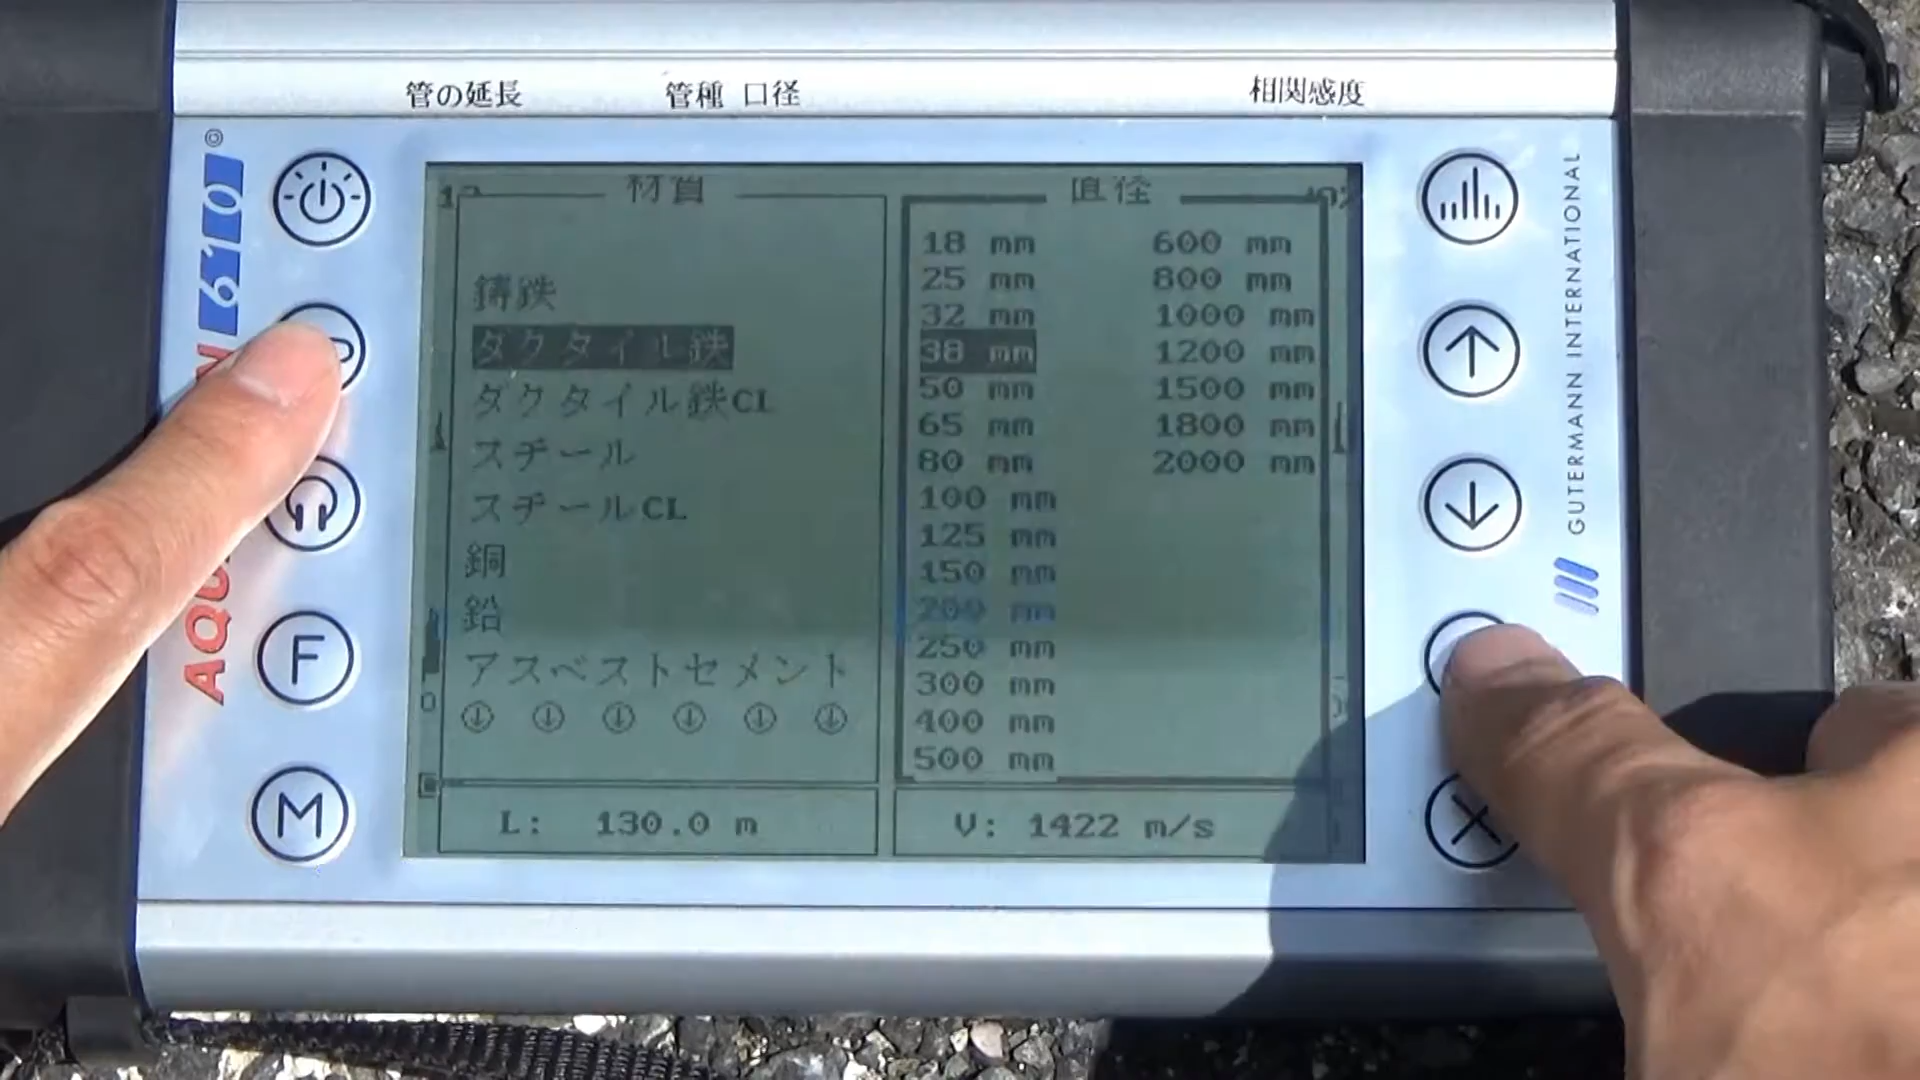 管の延長 管種 口径 相関感度
610
AQUA
F
M
GUTERMANN INTERNATIONAL
材質
鋳鉄
ダクタイル鉄
ダクタイル鉄CL
スチール
スチールCL
銅
鉛
アスベストセメント
L: 130.0 m
直径
18 mm 600 mm
25 mm 800 mm
32 mm 1000 mm
38 mm 1200 mm
50 mm 1500 mm
65 mm 1800 mm
80 mm 2000 mm
100 mm
125 mm
150 mm
200 mm
250 mm
300 mm
400 mm
500 mm
V: 1422 m/s